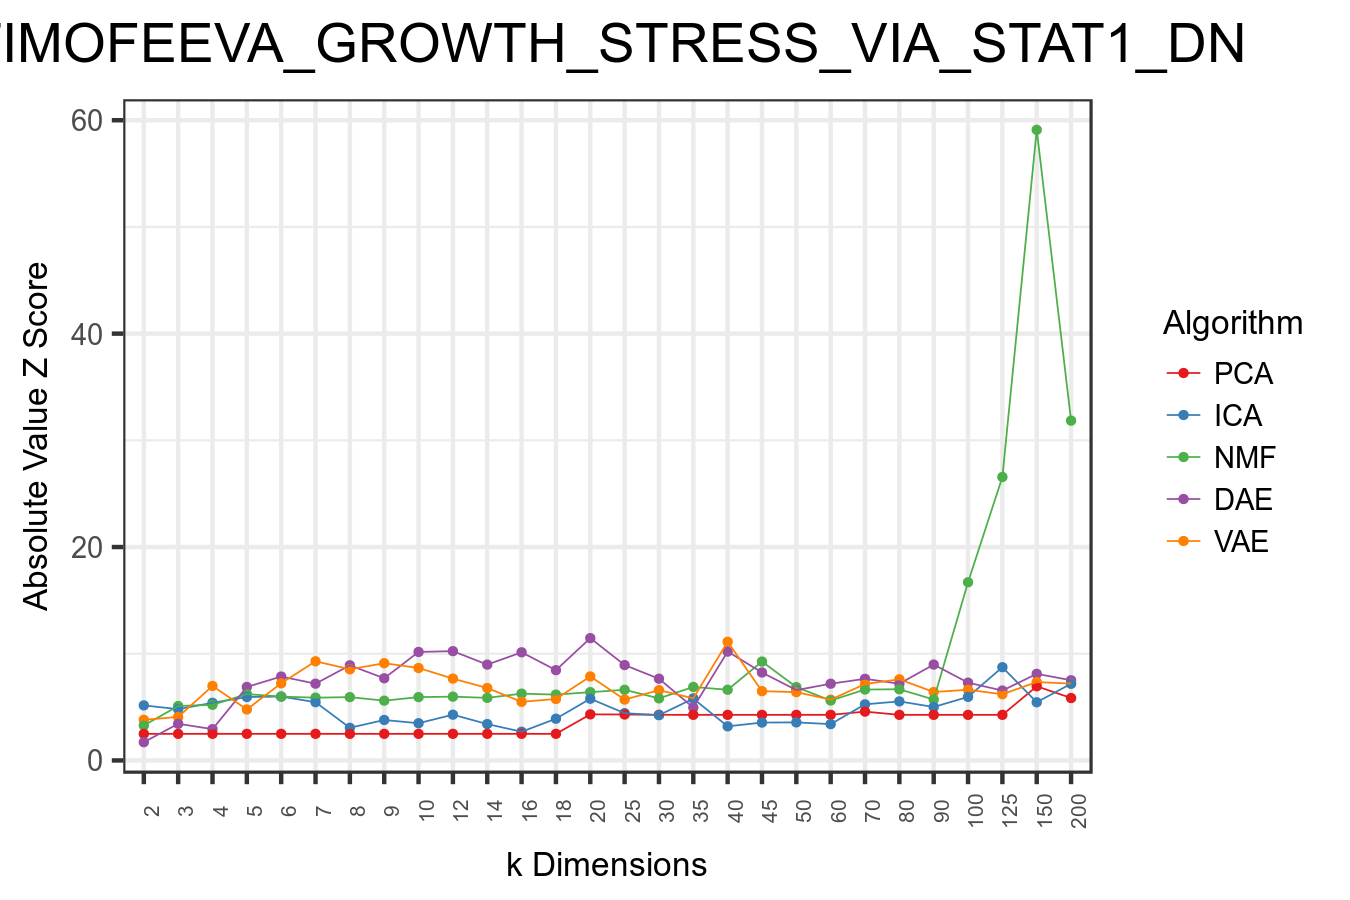 TIMOFEEVA_GROWTH_STRESS_VIA_STAT1_DN
60
40
20
0
Absolute Value Z Score
2 3 4 5 6 7 8 9 10 12 14 16 18 20 25 30 35 40 45 50 60 70 80 90 100 125 150 200
k Dimensions
Algorithm
PCA
ICA
NMF
DAE
VAE